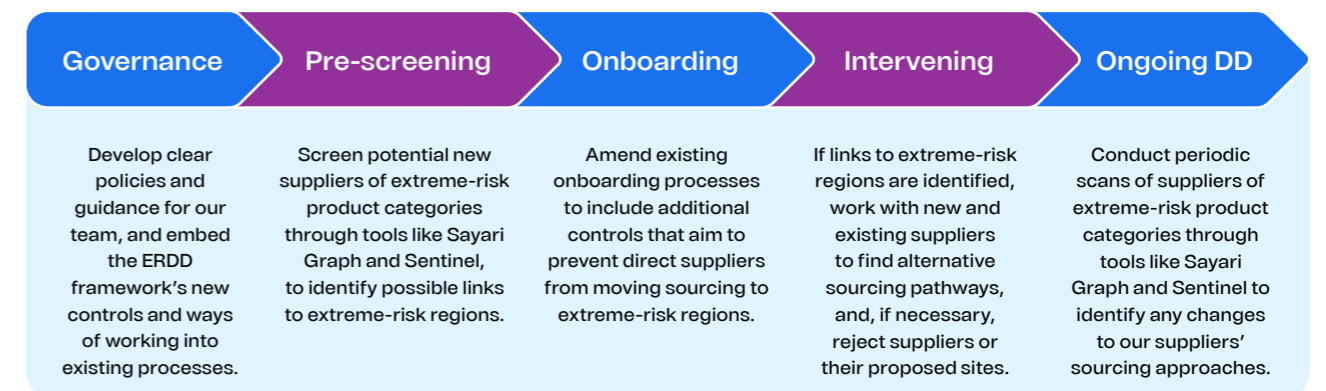 Governance
Pre-screening
Onboarding
Intervening
Ongoing DD
Develop clear
policies and
guidance for our
team, and embed
the ERDD
framework's new
controls and ways
of working into
existing processes.
Screen potential new
suppliers of extreme-risk
product categories
through tools like Sayari
Graph and Sentinel,
to identify possible links
to extreme-risk regions.
Amend existing
onboarding processes
to include additional
controls that aim to
prevent direct suppliers
from moving sourcing to
extreme-risk regions.
If links to extreme-risk
regions are identified,
work with new and
existing suppliers
to find alternative
sourcing pathways,
and, if necessary,
reject suppliers or
their proposed sites.
Conduct periodic
scans of suppliers of
extreme-risk product
categories through
tools like Sayari
Graph and Sentinel to
identify any changes
to our suppliers'
sourcing approaches.